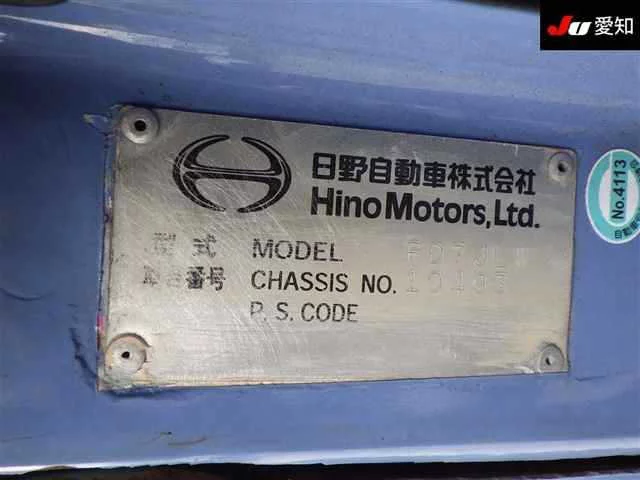 JU 愛知
日野自動車株式会社
Hino Motors, Ltd.
型式 MODEL
車台番号 CHASSIS NO.
P. S. CODE
No.4113